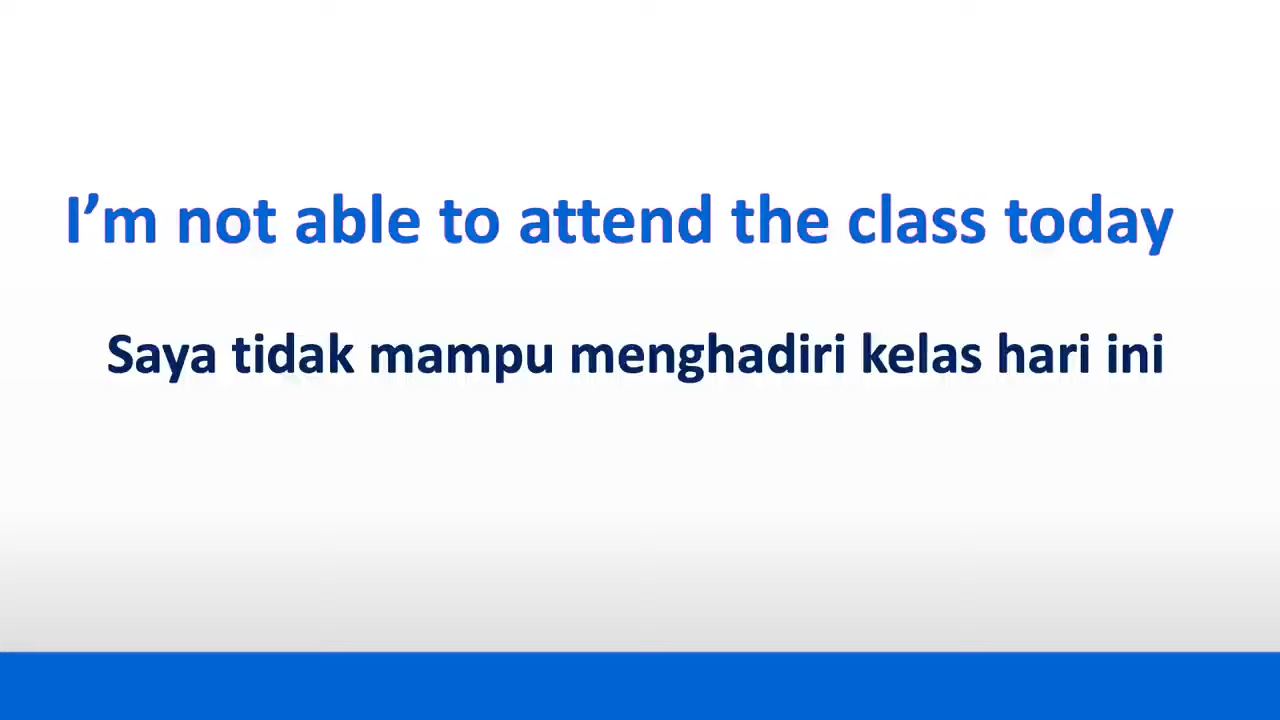 I’m not able to attend the class today
Saya tidak mampu menghadiri kelas hari ini